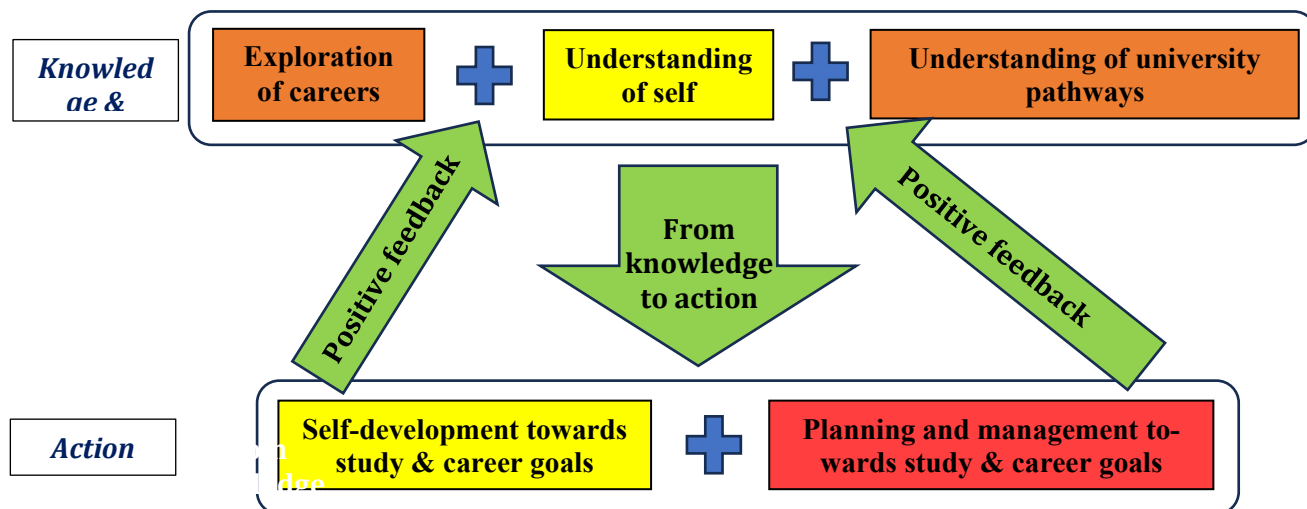 Knowled
ge &
Exploration
of careers
Understanding
of self
Understanding of university
pathways
Positive feedback
From
knowledge
to action
Positive feedback
Action
Self-development towards
study & career goals
Planning and management to-
wards study & career goals